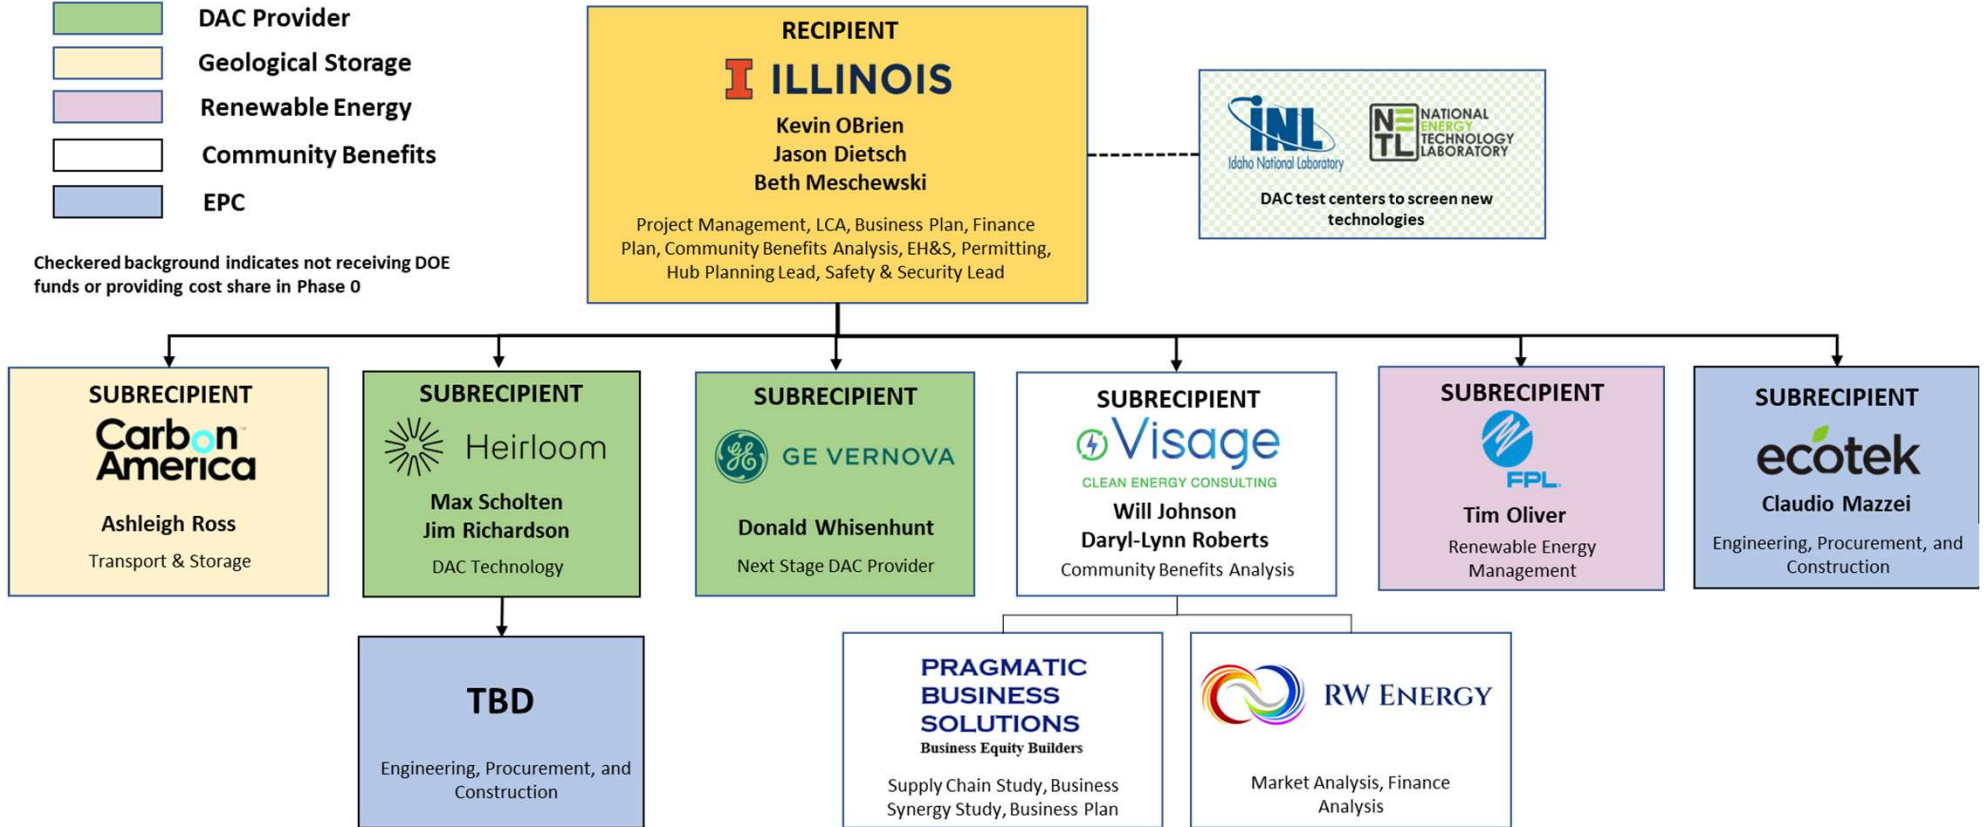 DAC Provider
Geological Storage
Renewable Energy
Community Benefits
EPC
Checkered background indicates not receiving DOE
funds or providing cost share in Phase 0
RECIPIENT
I ILLINOIS
Kevin OBrien
Jason Dietsch
Beth Meschewski
Project Management, LCA, Business Plan, Finance
Plan, Community Benefits Analysis, EH&S, Permitting,
Hub Planning Lead, Safety & Security Lead
INL
Idaho National Laboratory
NETL
NATIONAL
ENERGY
TECHNOLOGY
LABORATORY
DAC test centers to screen new
technologies
SUBRECIPIENT
Carbon
America
Ashleigh Ross
Transport & Storage
SUBRECIPIENT
Heirloom
Max Scholten
Jim Richardson
DAC Technology
SUBRECIPIENT
GE VERNOVA
Donald Whisenhunt
Next Stage DAC Provider
SUBRECIPIENT
Visage
CLEAN ENERGY CONSULTING
Will Johnson
Daryl-Lynn Roberts
Community Benefits Analysis
SUBRECIPIENT
FPL
Tim Oliver
Renewable Energy
Management
SUBRECIPIENT
ecotek
Claudio Mazzei
Engineering, Procurement, and
Construction
TBD
Engineering, Procurement, and
Construction
PRAGMATIC
BUSINESS
SOLUTIONS
Business Equity Builders
Supply Chain Study, Business
Synergy Study, Business Plan
RW ENERGY
Market Analysis, Finance
Analysis